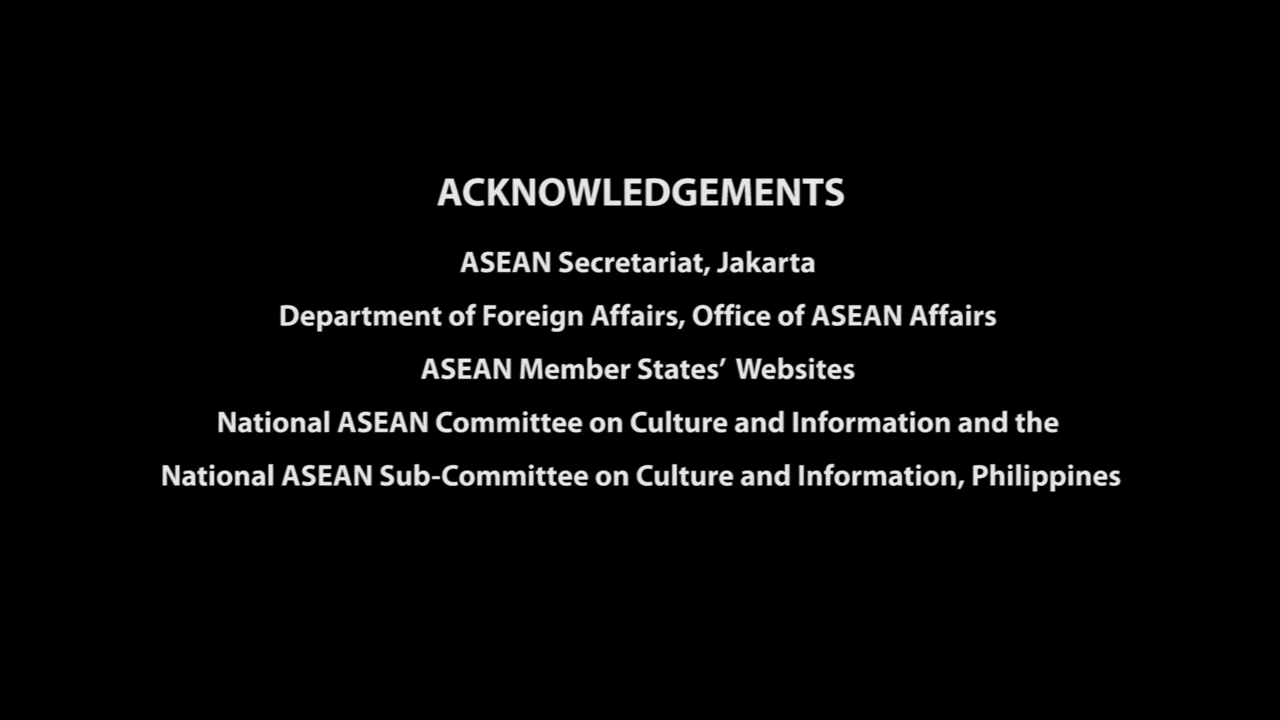 ACKNOWLEDGEMENTS
ASEAN Secretariat, Jakarta
Department of Foreign Affairs, Office of ASEAN Affairs
ASEAN Member States’ Websites
National ASEAN Committee on Culture and Information and the
National ASEAN Sub-Committee on Culture and Information, Philippines